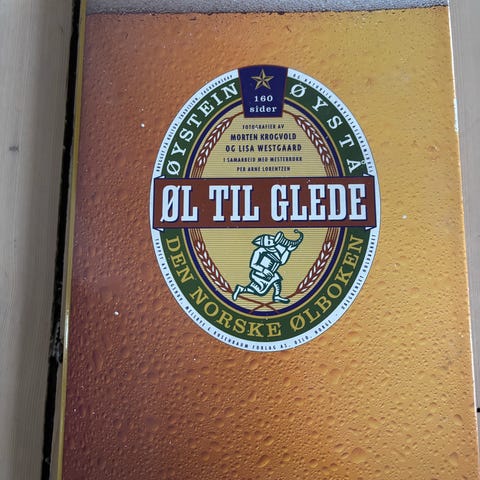 160
sider
ØYSTEIN ØYSTÅ
FOTOGRAFIER AV
MORTEN KROGVOLD
OG LISA WESTGAARD
I SAMARBEID MED MESTERKOKK
PER ARNE LORENTZEN
ØL TIL GLEDE
DEN NORSKE ØLBOKEN